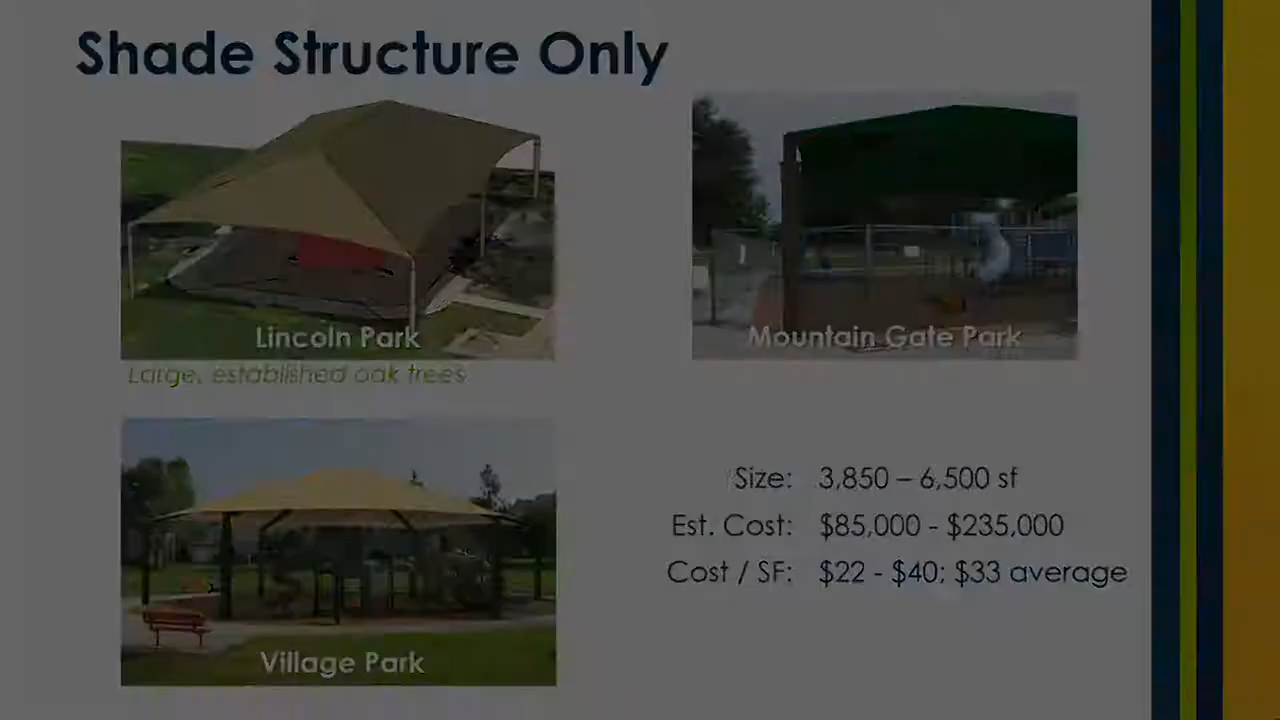 Shade Structure Only
Lincoln Park
Large, established oak trees
Mountain Gate Park
Village Park
Size: 3,850 – 6,500 sf
Est. Cost: $85,000 - $235,000
Cost / SF: $22 - $40; $33 average